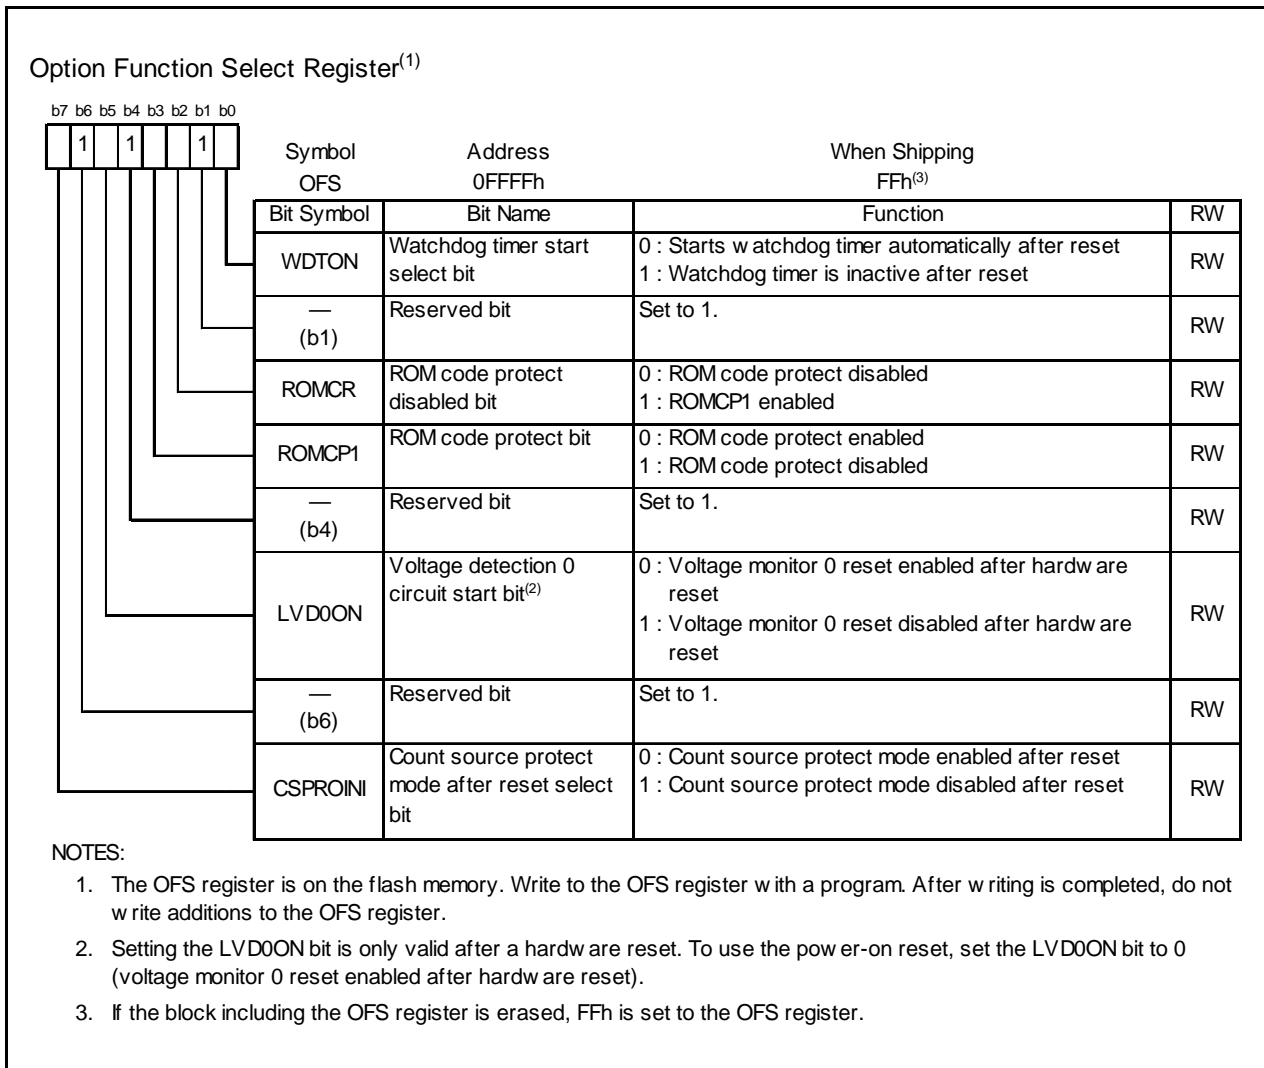 Option Function Select Register(1)
b7 b6 b5 b4 b3 b2 b1 b0
1 1 1
Symbol Address When Shipping
OFS 0FFFFh FFh(3)
Bit Symbol Bit Name Function RW
WDTON Watchdog timer start select bit 0 : Starts watchdog timer automatically after reset
1 : Watchdog timer is inactive after reset RW
— (b1) Reserved bit Set to 1. RW
ROMCR ROM code protect disabled bit 0 : ROM code protect disabled
1 : ROMCP1 enabled RW
ROMCP1 ROM code protect bit 0 : ROM code protect enabled
1 : ROM code protect disabled RW
— (b4) Reserved bit Set to 1. RW
LVD0ON Voltage detection 0 circuit start bit(2) 0 : Voltage monitor 0 reset enabled after hardware
reset
1 : Voltage monitor 0 reset disabled after hardware
reset RW
— (b6) Reserved bit Set to 1. RW
CSPROINI Count source protect mode after reset select bit 0 : Count source protect mode enabled after reset
1 : Count source protect mode disabled after reset RW
NOTES:
1. The OFS register is on the flash memory. Write to the OFS register with a program. After writing is completed, do not
write additions to the OFS register.
2. Setting the LVD0ON bit is only valid after a hardware reset. To use the power-on reset, set the LVD0ON bit to 0
(voltage monitor 0 reset enabled after hardware reset).
3. If the block including the OFS register is erased, FFh is set to the OFS register.